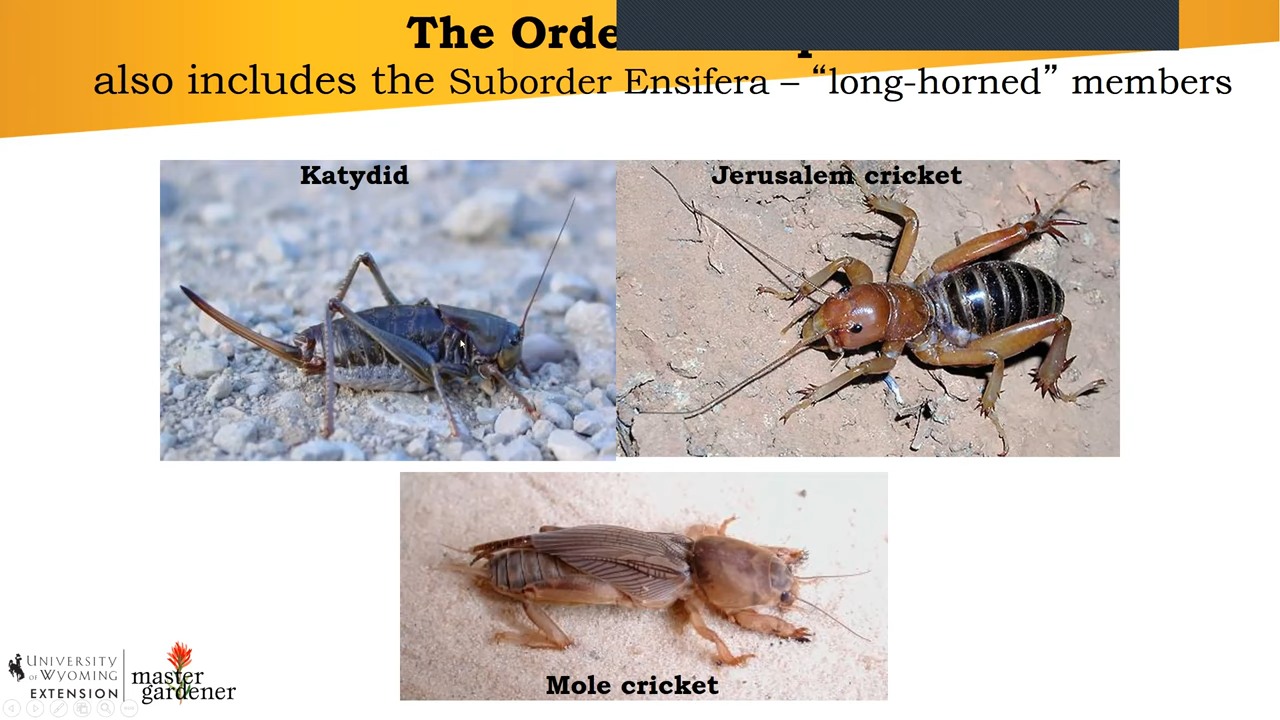 The Orde
also includes the Suborder Ensifera – “long-horned” members
Katydid
Jerusalem cricket
Mole cricket
UNIVERSITY
OF WYOMING
EXTENSION
master
gardener